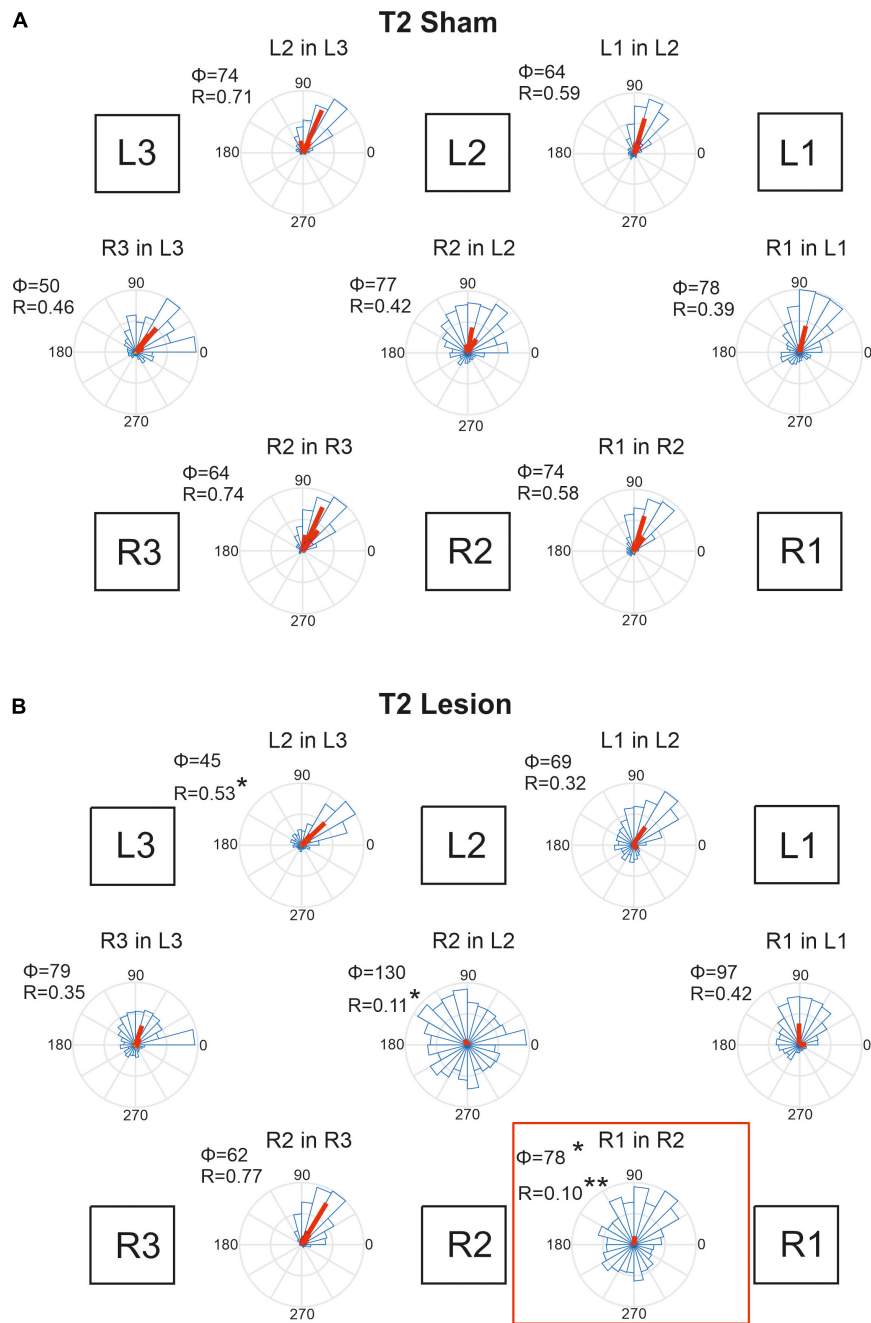 A
T2 Sham
L2 in L3
L1 in L2
Φ=74
R=0.71
90
180
0
270
Φ=64
R=0.59
90
180
0
270
L3
L2
L1
R3 in L3
R2 in L2
R1 in L1
Φ=50
R=0.46
90
180
0
270
Φ=77
R=0.42
90
180
0
270
Φ=78
R=0.39
90
180
0
270
R2 in R3
R1 in R2
Φ=64
R=0.74
90
180
0
270
Φ=74
R=0.58
90
180
0
270
R3
R2
R1
B
T2 Lesion
L2 in L3
L1 in L2
Φ=45
R=0.53*
90
180
0
270
Φ=69
R=0.32
90
180
0
270
L3
L2
L1
R3 in L3
R2 in L2
R1 in L1
Φ=79
R=0.35
90
180
0
270
Φ=130
R=0.11*
90
180
0
270
Φ=97
R=0.42
90
180
0
270
R2 in R3
R1 in R2
Φ=62
R=0.77
90
180
0
270
Φ=78 *
R=0.10**
90
180
0
270
R3
R2
R1